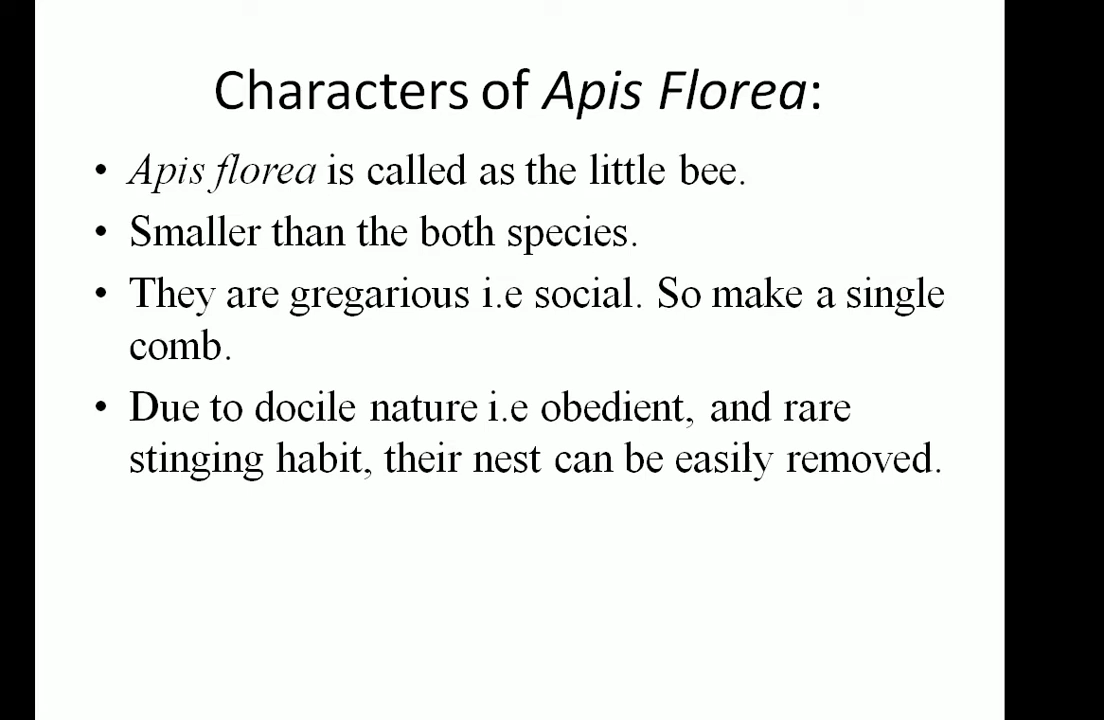 Characters of Apis Florea:
• Apis florea is called as the little bee.
• Smaller than the both species.
• They are gregarious i.e social. So make a single
comb.
• Due to docile nature i.e obedient, and rare
stinging habit, their nest can be easily removed.